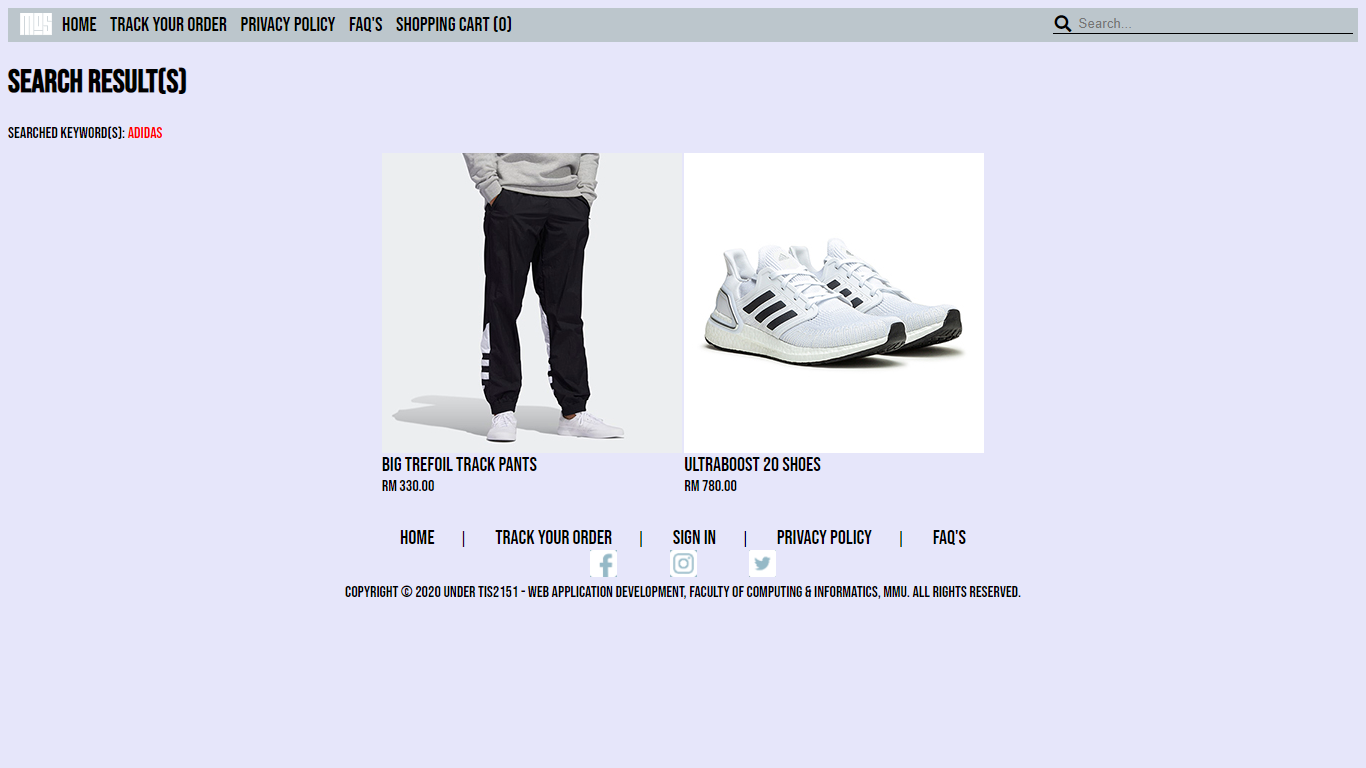 MOS HOME TRACK YOUR ORDER PRIVACY POLICY FAQ'S SHOPPING CART (0) Search...
SEARCH RESULT(S)
SEARCHED KEYWORD(S): ADIDAS
BIG TREFOIL TRACK PANTS ULTRABOOST 20 SHOES
RM 330.00 RM 780.00
HOME | TRACK YOUR ORDER | SIGN IN | PRIVACY POLICY | FAQ'S
COPYRIGHT © 2020 UNDER TIS2151 - WEB APPLICATION DEVELOPMENT, FACULTY OF COMPUTING & INFORMATICS, MMU. ALL RIGHTS RESERVED.